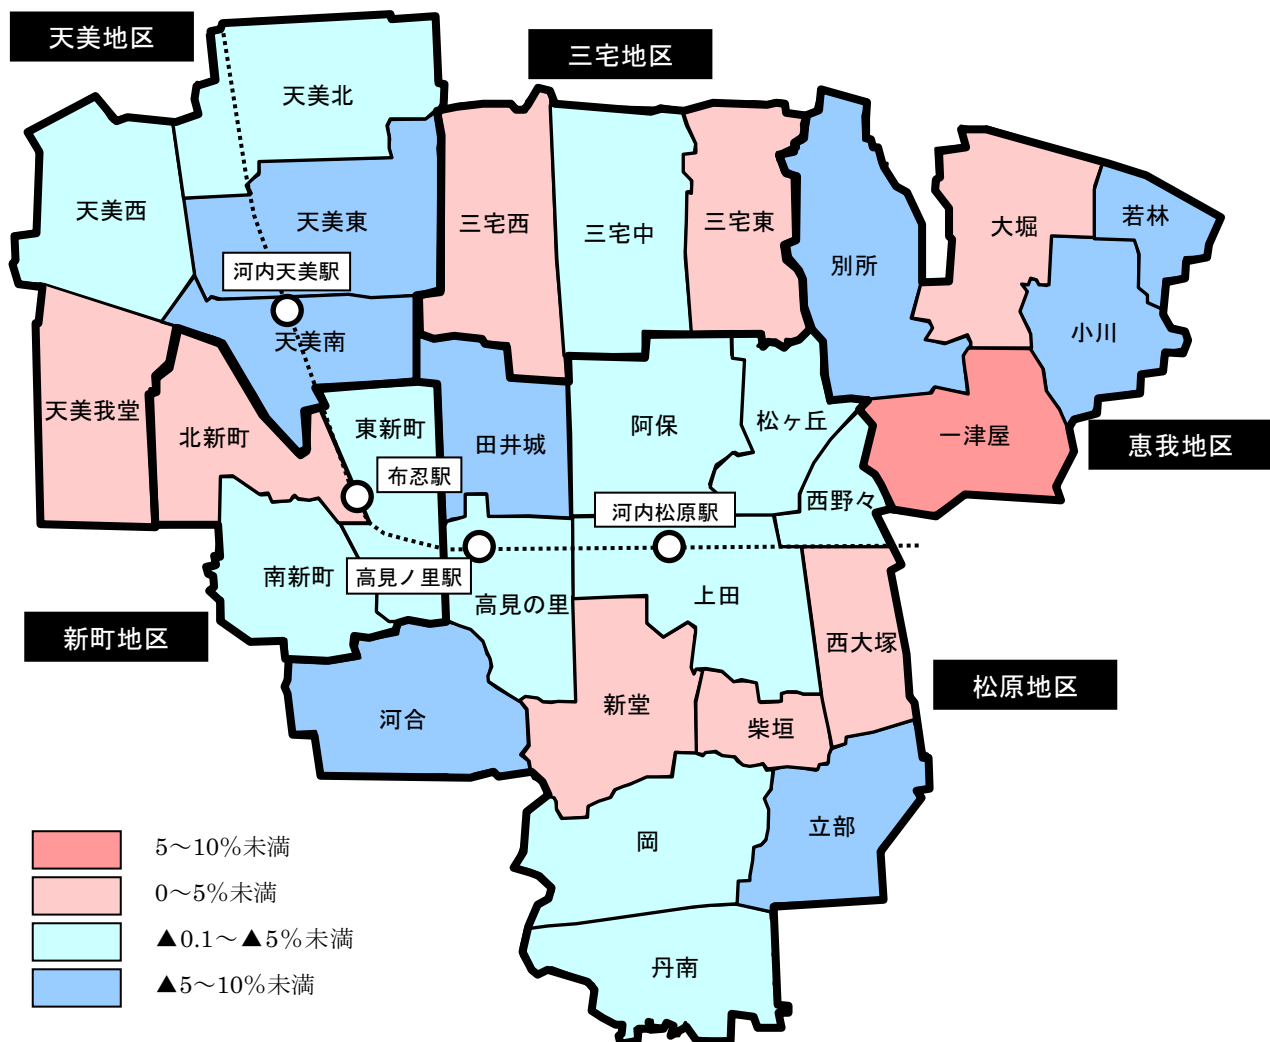 天美地区
三宅地区
天美北
天美西
天美東
三宅西
三宅中
三宅東
大堀
若林
別所
河内天美駅
天美南
小川
天美我堂
北新町
東新町
田井城
阿保
松ヶ丘
一津屋
恵我地区
布忍駅
西野々
河内松原駅
南新町
高見ノ里駅
高見の里
上田
新町地区
西大塚
松原地区
新堂
河合
柴垣
立部
岡
丹南
5～10%未満
0～5%未満
▲0.1～▲5%未満
▲5～10%未満